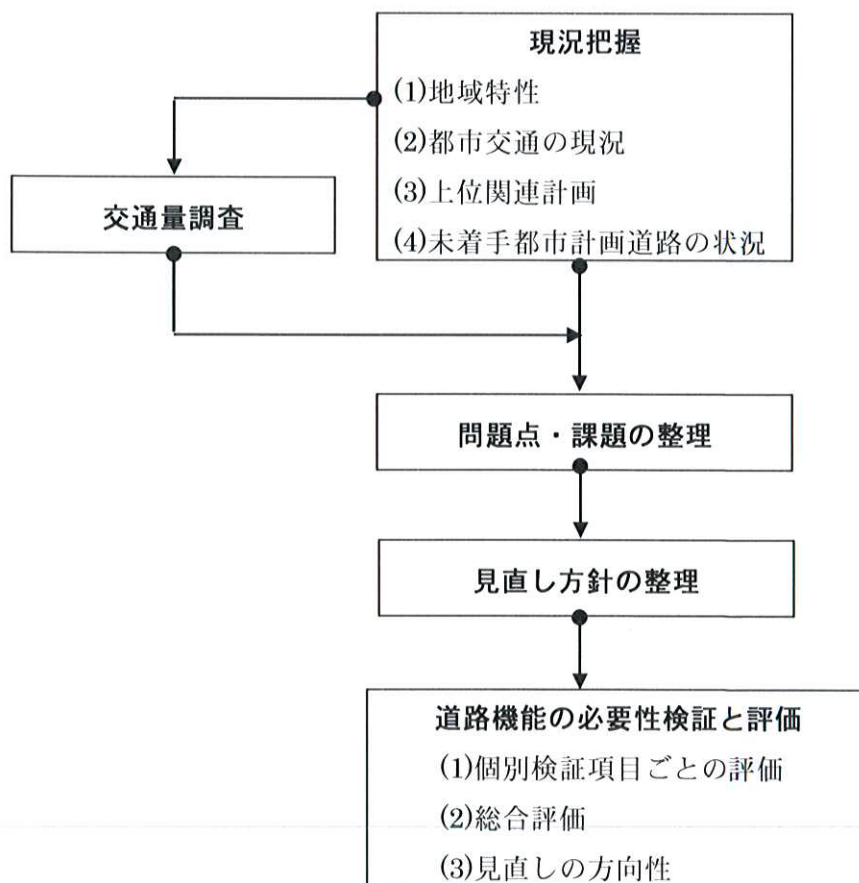 現況把握
(1)地域特性
(2)都市交通の現況
(3)上位関連計画
(4)未着手都市計画道路の状況
交通量調査
問題点・課題の整理
見直し方針の整理
道路機能の必要性検証と評価
(1)個別検証項目ごとの評価
(2)総合評価
(3)見直しの方向性